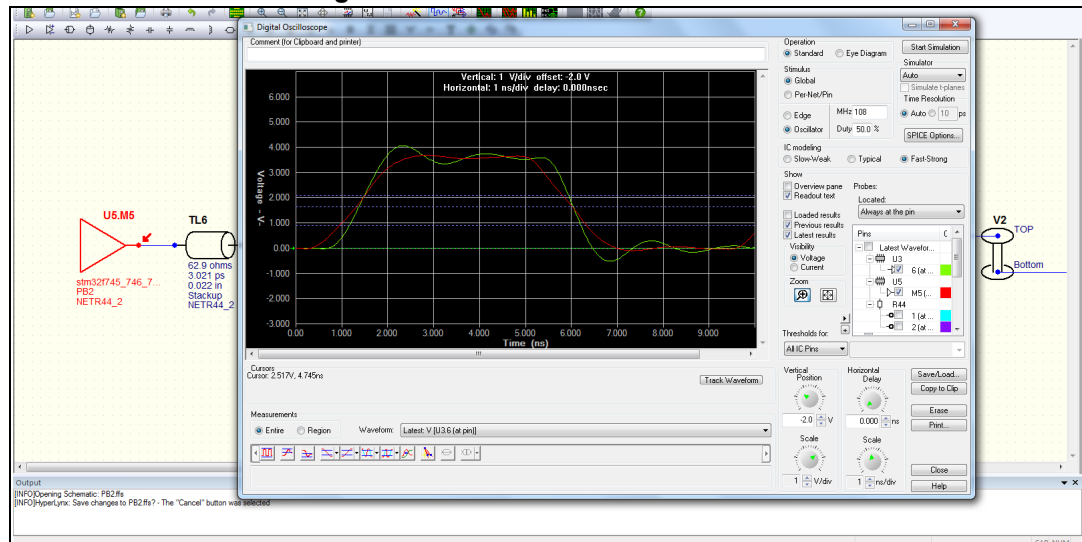 Digital Oscilloscope
Comment (for Clipboard and printer)
Vertical: 1 V/div offset: -2.0 V
Horizontal: 1 ns/div delay: 0.000nsec
6.000
5.000
4.000
3.000
2.000
1.000
0.00
-1.000
-2.000
-3.000
Voltage - V-
0.00 1.000 2.000 3.000 4.000 5.000 6.000 7.000 8.000 9.000
Time (ns)
Cursors
Cursor: 2.517V, 4.745ns
Track Waveform
Measurements
Entire Region Waveform: Latest: V [U3.6 (at pin)]
Operation
Standard Eye Diagram
Start Simulation
Stimulus
Global
Per-Net/Pin
Simulator
Auto
Simulate t-planes
Time Resolution
Auto 10 ps
Edge MHz 108
Oscillator Duty 50.0 %
SPICE Options...
IC modeling
Slow-Weak Typical Fast-Strong
Show
Overview pane
Readout text
Loaded results
Previous results
Latest results
Visibility
Voltage
Current
Zoom
Probes:
Located:
Always at the pin
Pins C
Latest Wavefor...
U3
6 (at ...
U5
M5 (...
R44
1 (at ...
2 (at ...
Thresholds for:
All IC Pins
Vertical
Position
-2.0 V
Scale
1 V/div
Horizontal
Delay
0.000 ns
Scale
1 ns/div
Save/Load...
Copy to Clip
Erase
Print...
Close
Help
U5.M5
stm32f745_746_7...
PB2
NETR44_2
TL6
62.9 ohms
3.021 ps
0.022 in
Stackup
NETR44_2
V2
TOP
Bottom
Output
[INFO]Opening Schematic: PB2.ffs
[INFO]HyperLynx: Save changes to PB2.ffs? - The "Cancel" button was selected